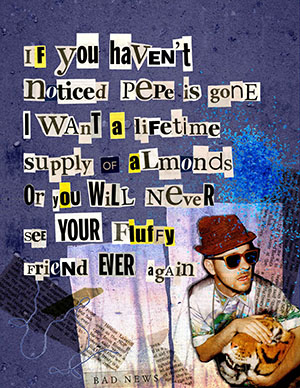 IF you haven't
noticed pepe is gone
I WANt a lifetime
supply OF aLmonds
Or you WiLL Never
see YOUR Fluffy
friend EVER again
BAD NEWS